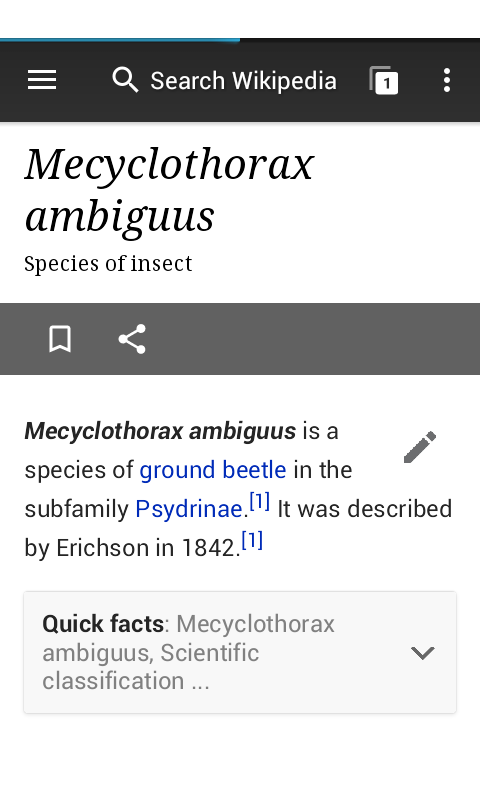 Search Wikipedia
1
Mecyclothorax
ambiguus
Species of insect
Mecyclothorax ambiguus is a
species of ground beetle in the
subfamily Psydrinae.[1] It was described
by Erichson in 1842.[1]
Quick facts: Mecyclothorax
ambiguus, Scientific
classification ...